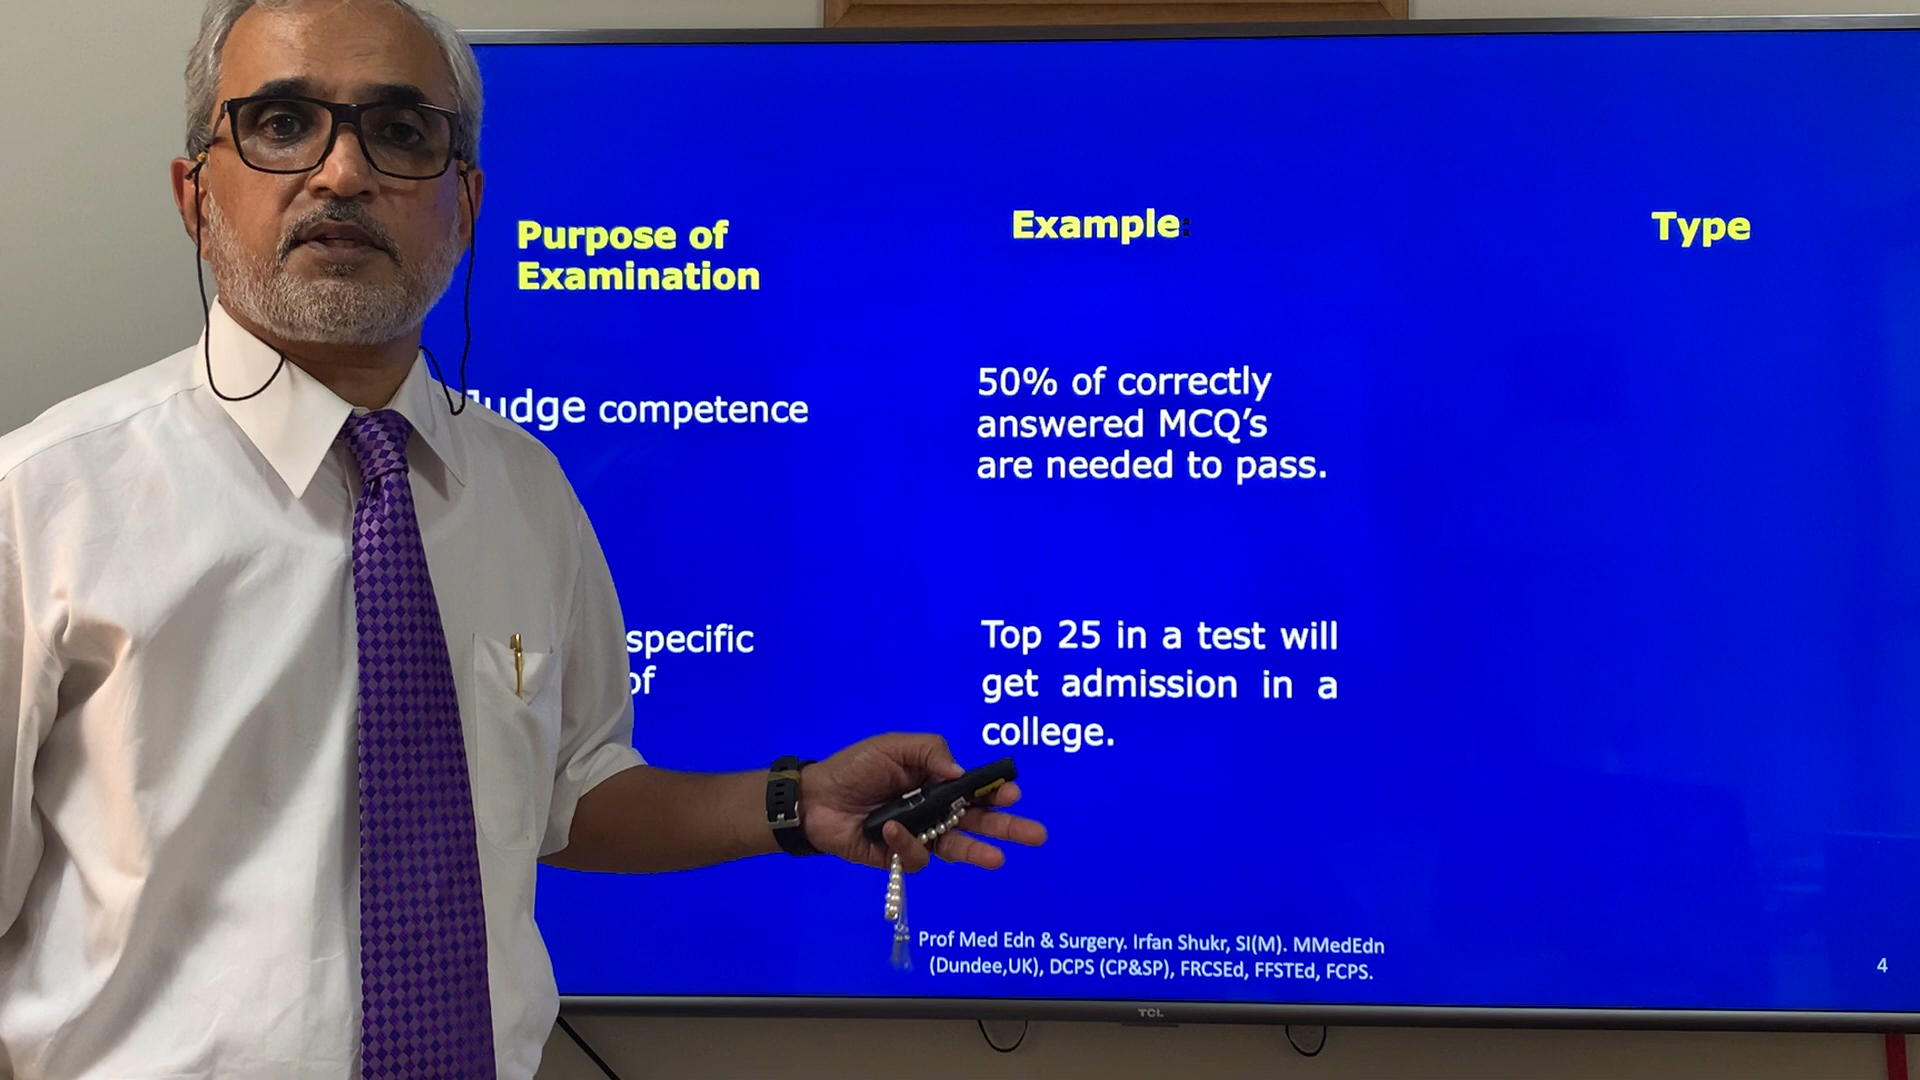 Purpose of
Examination
Example:
Type
Judge competence
50% of correctly
answered MCQ’s
are needed to pass.
specific
of
Top 25 in a test will
get admission in a
college.
Prof Med Edn & Surgery. Irfan Shukr, SI(M). MMedEdn
(Dundee,UK), DCPS (CP&SP), FRCSEd, FFSTEd, FCPS.
4
TCL